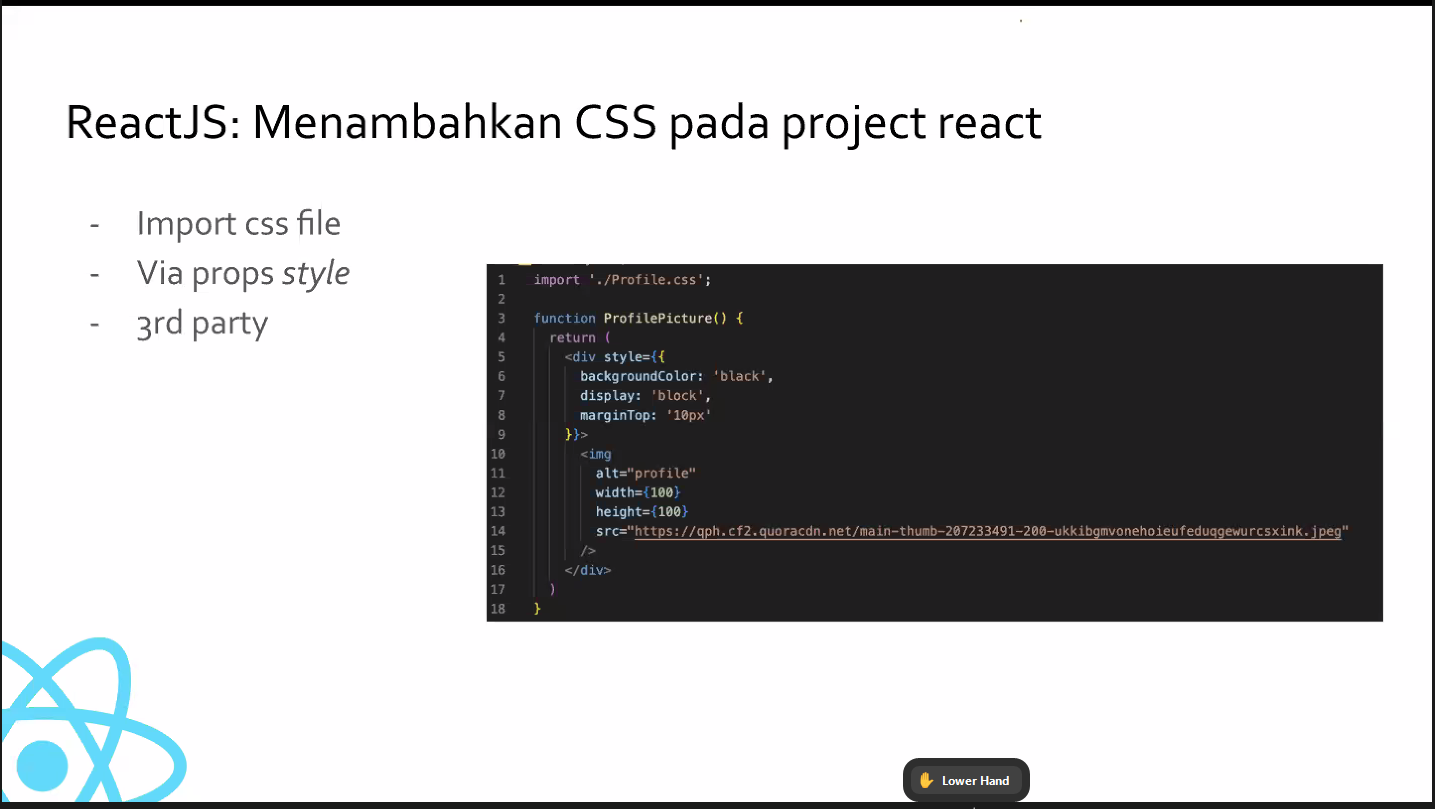 ReactJS: Menambahkan CSS pada project react
- Import css file
- Via props style
- 3rd party
1 import './Profile.css';
2
3 function ProfilePicture() {
4 return (
5 <div style={{
6 backgroundColor: 'black',
7 display: 'block',
8 marginTop: '10px'
9 }}>
10 <img
11 alt="profile"
12 width={100}
13 height={100}
14 src="https://qph.cf2.quoracdn.net/main-thumb-207233491-200-ukkibgmvonehoieufeduqgewurcsxink.jpeg"
15 />
16 </div>
17 )
18 }
Lower Hand